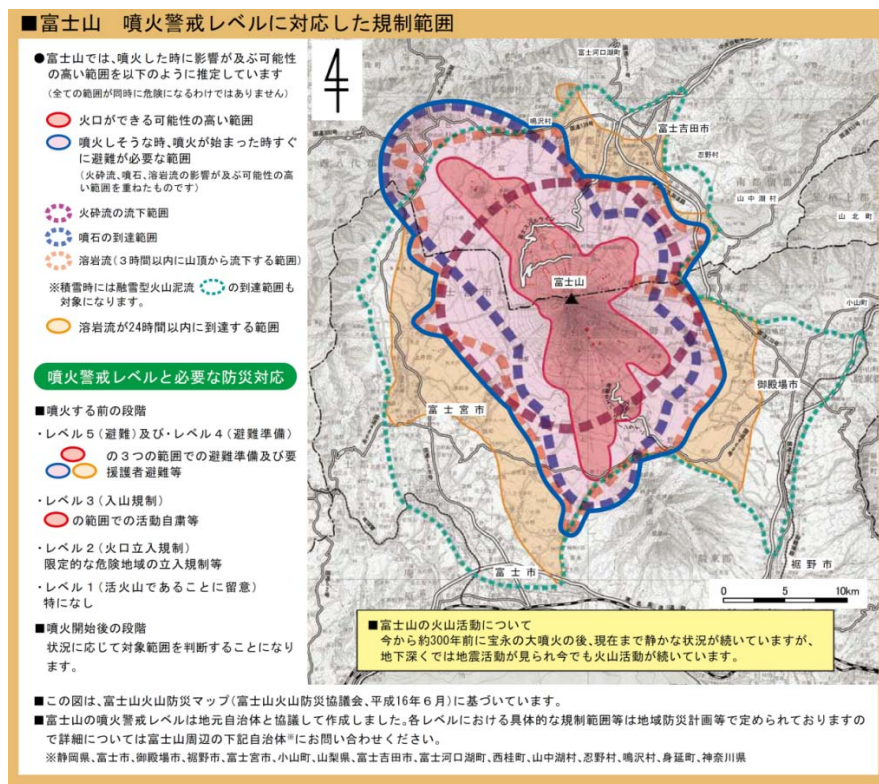 ■富士山　噴火警戒レベルに対応した規制範囲
●富士山では、噴火した時に影響が及ぶ可能性
の高い範囲を以下のように推定しています
（全ての範囲が同時に危険になるわけではありません）
火口ができる可能性の高い範囲
噴火しそうな時、噴火が始まった時すぐ
に避難が必要な範囲
（火砕流、噴石、溶岩流の影響が及ぶ可能性の高
い範囲を重ねたものです）
火砕流の流下範囲
噴石の到達範囲
溶岩流（３時間以内に山頂から流下する範囲）
※積雪時には融雪型火山泥流　の到達範囲も
対象になります。
溶岩流が24時間以内に到達する範囲
噴火警戒レベルと必要な防災対応
■噴火する前の段階
・レベル５（避難）及び・レベル４（避難準備）
の３つの範囲での避難準備及び要
援護者避難等
・レベル３（入山規制）
の範囲での活動自粛等
・レベル２（火口立入規制）
限定的な危険地域の立入規制等
・レベル１（活火山であることに留意）
特になし
■噴火開始後の段階
状況に応じて対象範囲を判断することになり
ます。
富士河口湖町
鳴沢村
富士吉田市
忍野村
山中湖村
山北町
小山町
富士山
御殿場市
富士宮市
富士市
裾野市
0 5 10km
■富士山の火山活動について
今から約300年前に宝永の大噴火の後、現在まで静かな状況が続いていますが、
地下深くでは地震活動が見られ今でも火山活動が続いています。
■この図は、富士山火山防災マップ（富士山火山防災協議会、平成16年６月）に基づいています。
■富士山の噴火警戒レベルは地元自治体と協議して作成しました。各レベルにおける具体的な規制範囲等は地域防災計画等で定められておりますの
で詳細については富士山周辺の下記自治体※にお問い合わせください。
※静岡県、富士市、御殿場市、裾野市、富士宮市、小山町、山梨県、富士吉田市、富士河口湖町、西桂町、山中湖村、忍野村、鳴沢村、身延町、神奈川県